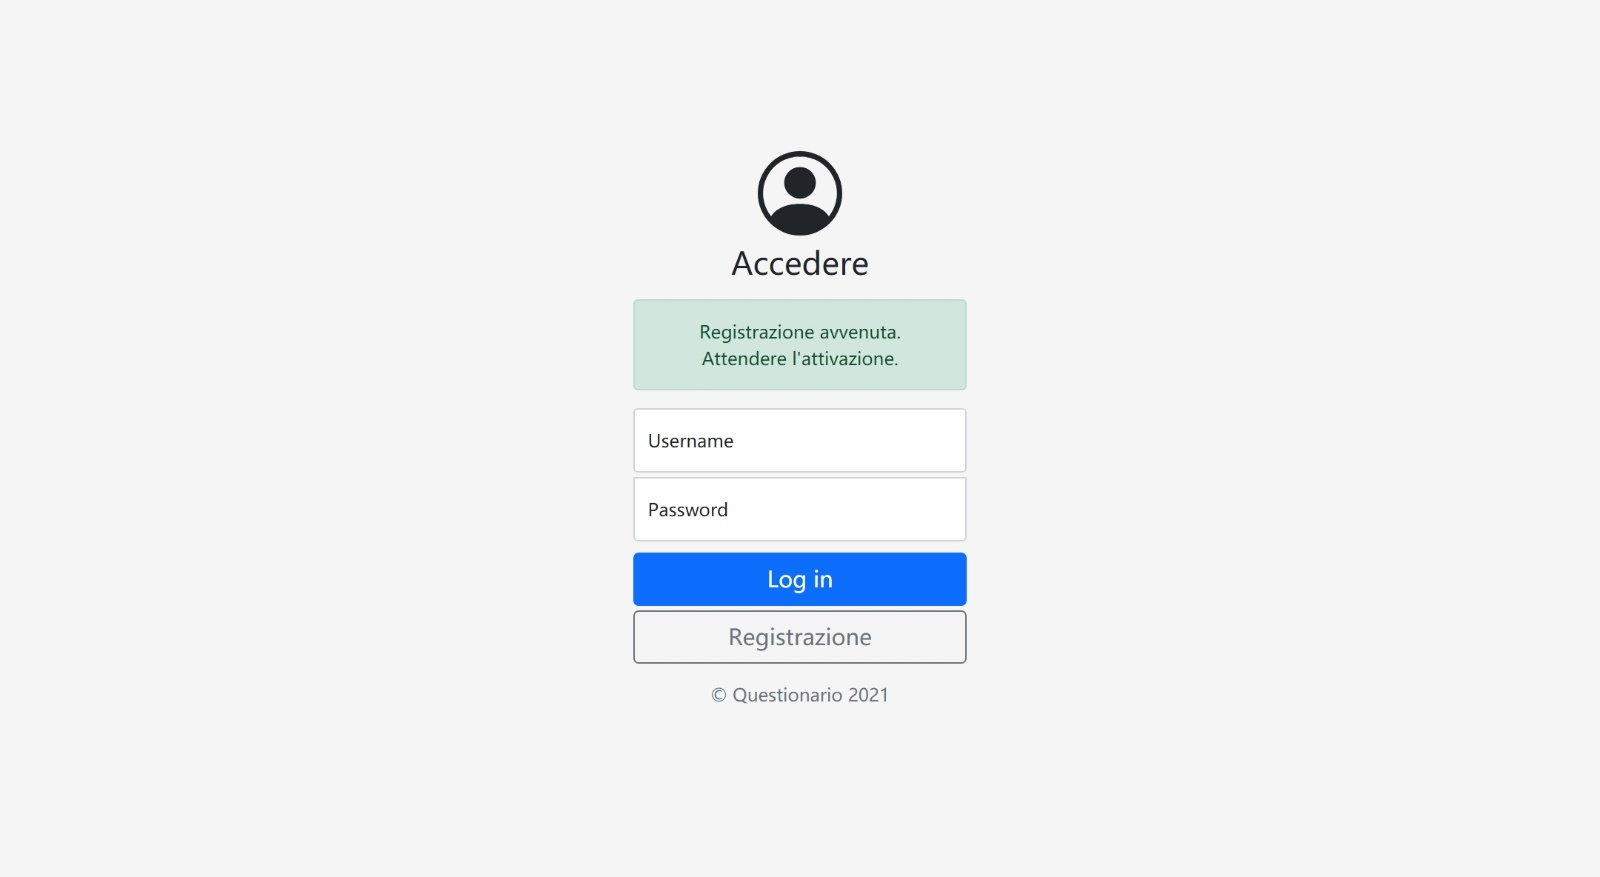 Accedere
Registrazione avvenuta.
Attendere l'attivazione.
Username
Password
Log in
Registrazione
© Questionario 2021